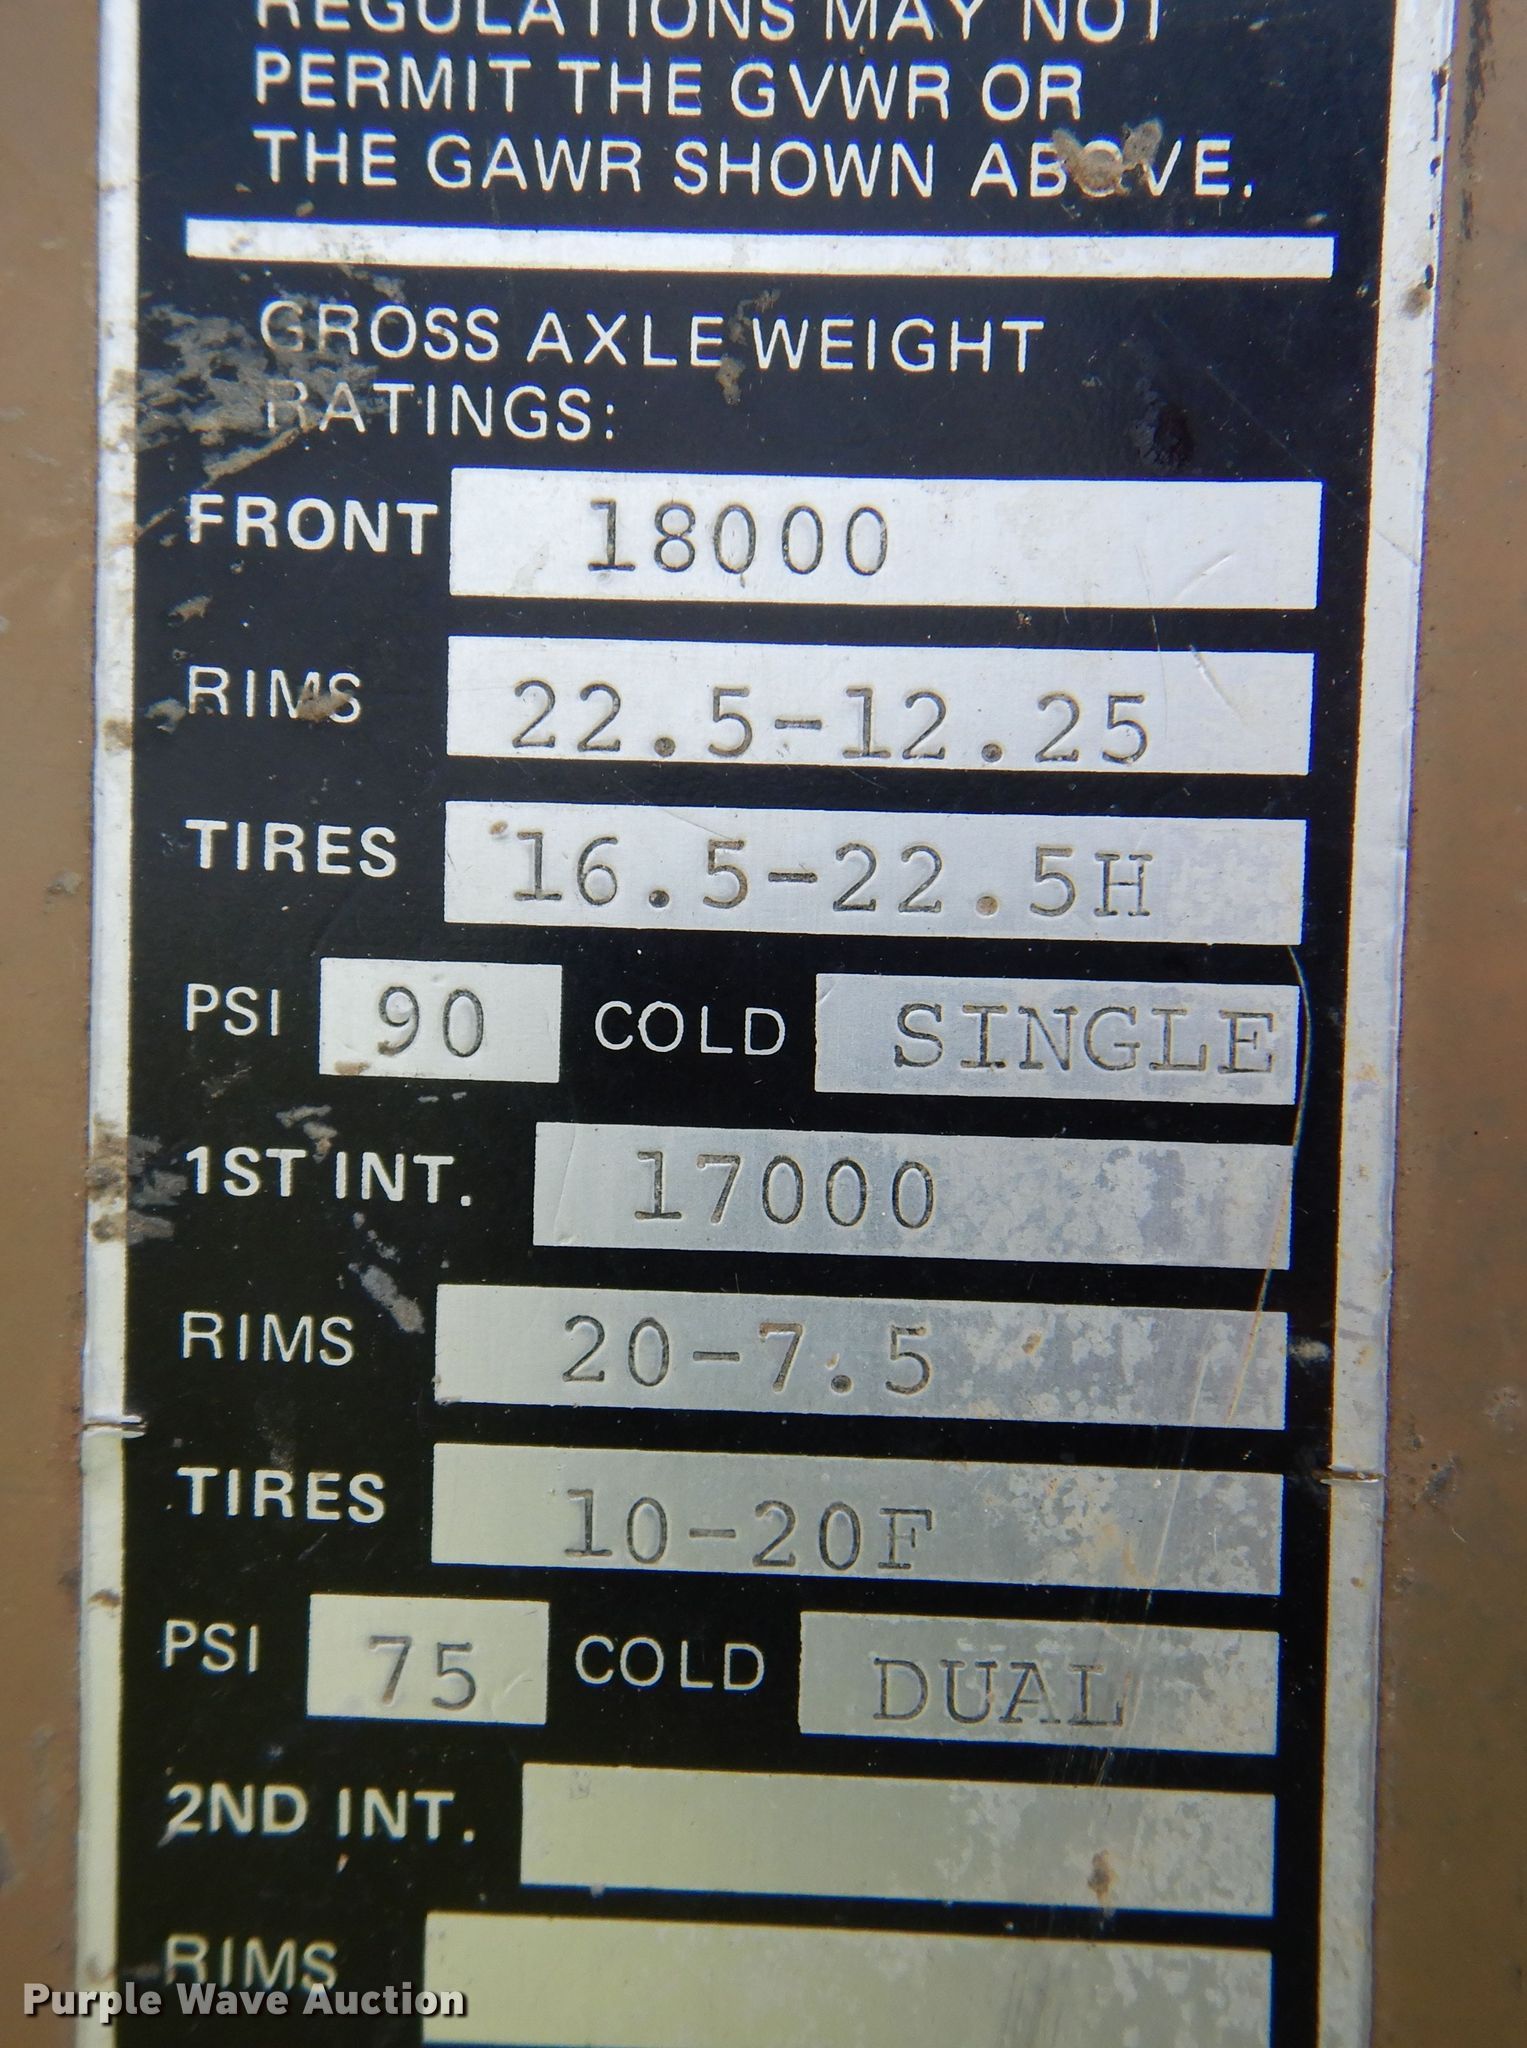 REGULATIONS MAY NOT
PERMIT THE GVWR OR
THE GAWR SHOWN ABOVE.
GROSS AXLE WEIGHT
RATINGS:
FRONT 18000
RIMS 22.5-12.25
TIRES 16.5-22.5H
PSI 90 COLD SINGLE
1ST INT. 17000
RIMS 20-7.5
TIRES 10-20F
PSI 75 COLD DUAL
2ND INT.
RIMS
Purple Wave Auction